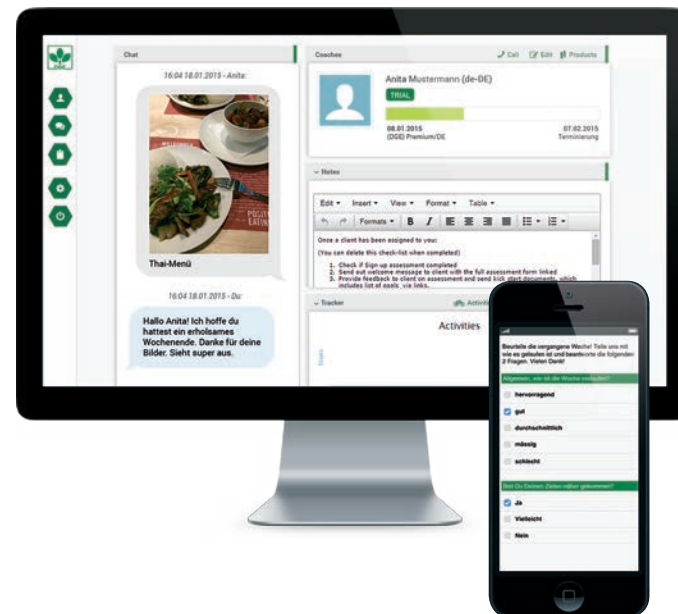 Chat
16:04 18.01.2015 - Anita:
Thai-Menü
16:04 18.01.2015 - Du:
Hallo Anita! Ich hoffe du
hattest ein erholsames
Wochenende. Danke für deine
Bilder. Sieht super aus.
Coachee
Call
Edit
Products
Anita Mustermann (de-DE)
TRIAL
08.01.2015
07.02.2015
(DGE) Premium/DE
Terminierung
Notes
Edit
Insert
View
Format
Table
Formats
B
I
Once a client has been assigned to you:
(You can delete this check-list when completed)
1. Check if Sign up assessment completed
2. Send out welcome message to client with the full assessment form linked
3. Provide feedback to client on assessment and send kick start documents, which
includes list of goals via links.
Tracker
Activities
Beurteile die vergangene Woche! Teile uns mit
wie es gelaufen ist und beantworte die folgenden
2 Fragen. Vielen Dank!
Allgemein, wie ist die Woche verlaufen?
hervorragend
gut
durchschnittlich
mässig
schlecht
Bist Du Deinen Zielen näher gekommen?
Ja
Vielleicht
Nein